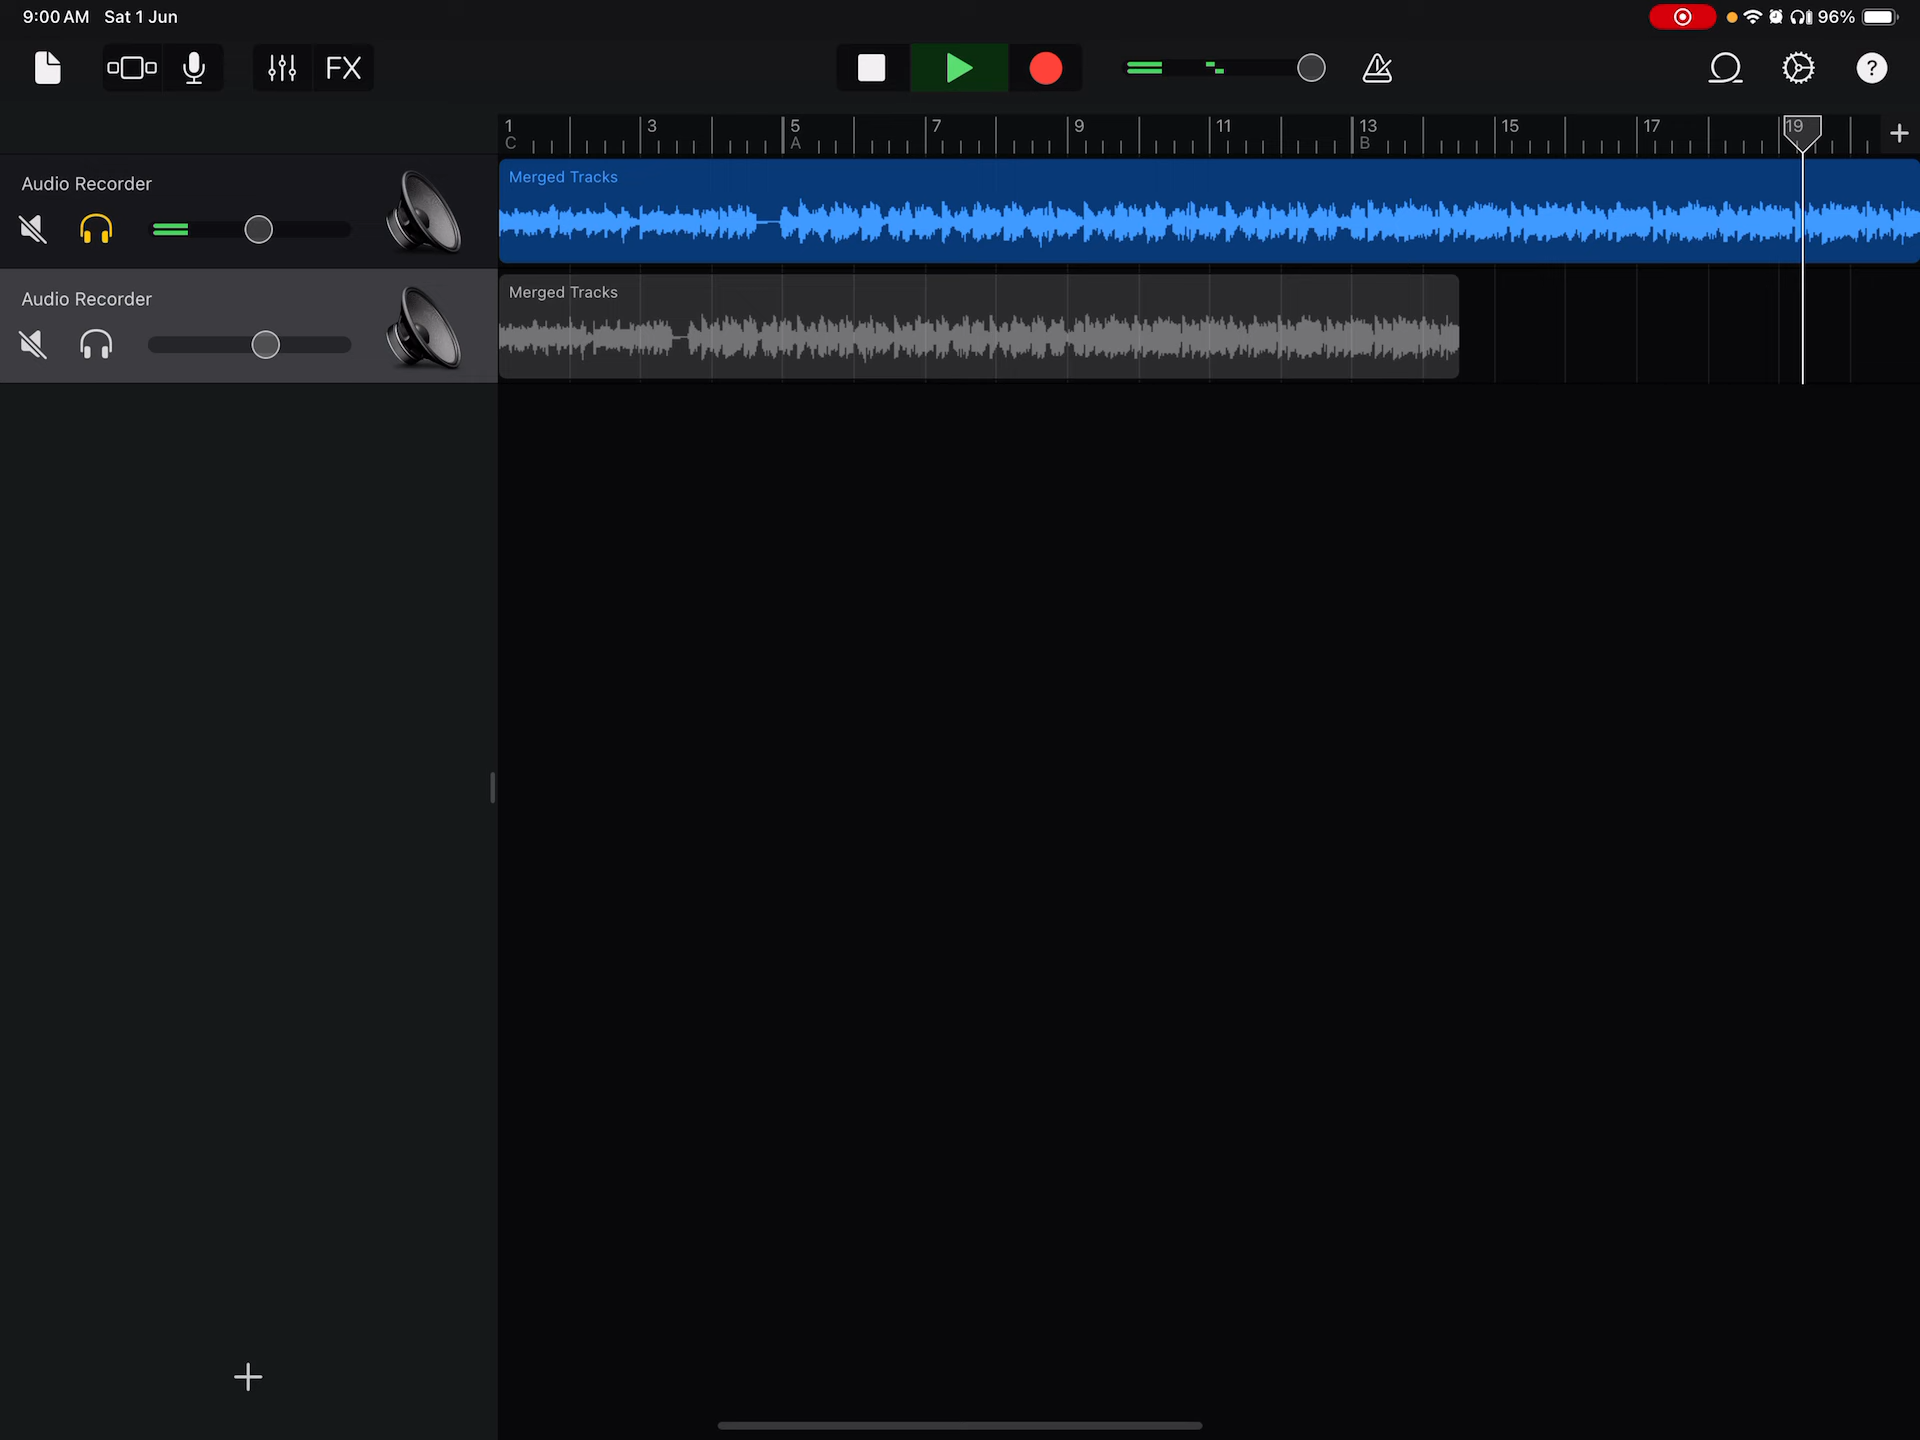 9:00 AM Sat 1 Jun 96%
FX ?
1 3 5 7 9 11 13 15 17 19
C A B
Audio Recorder
Merged Tracks
Audio Recorder
Merged Tracks